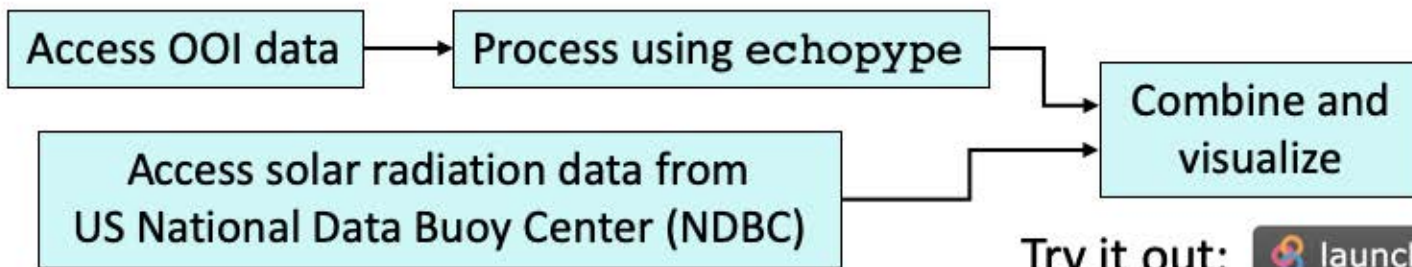 Access OOI data
Process using echopype
Combine and
visualize
Access solar radiation data from
US National Data Buoy Center (NDBC)
Try it out: